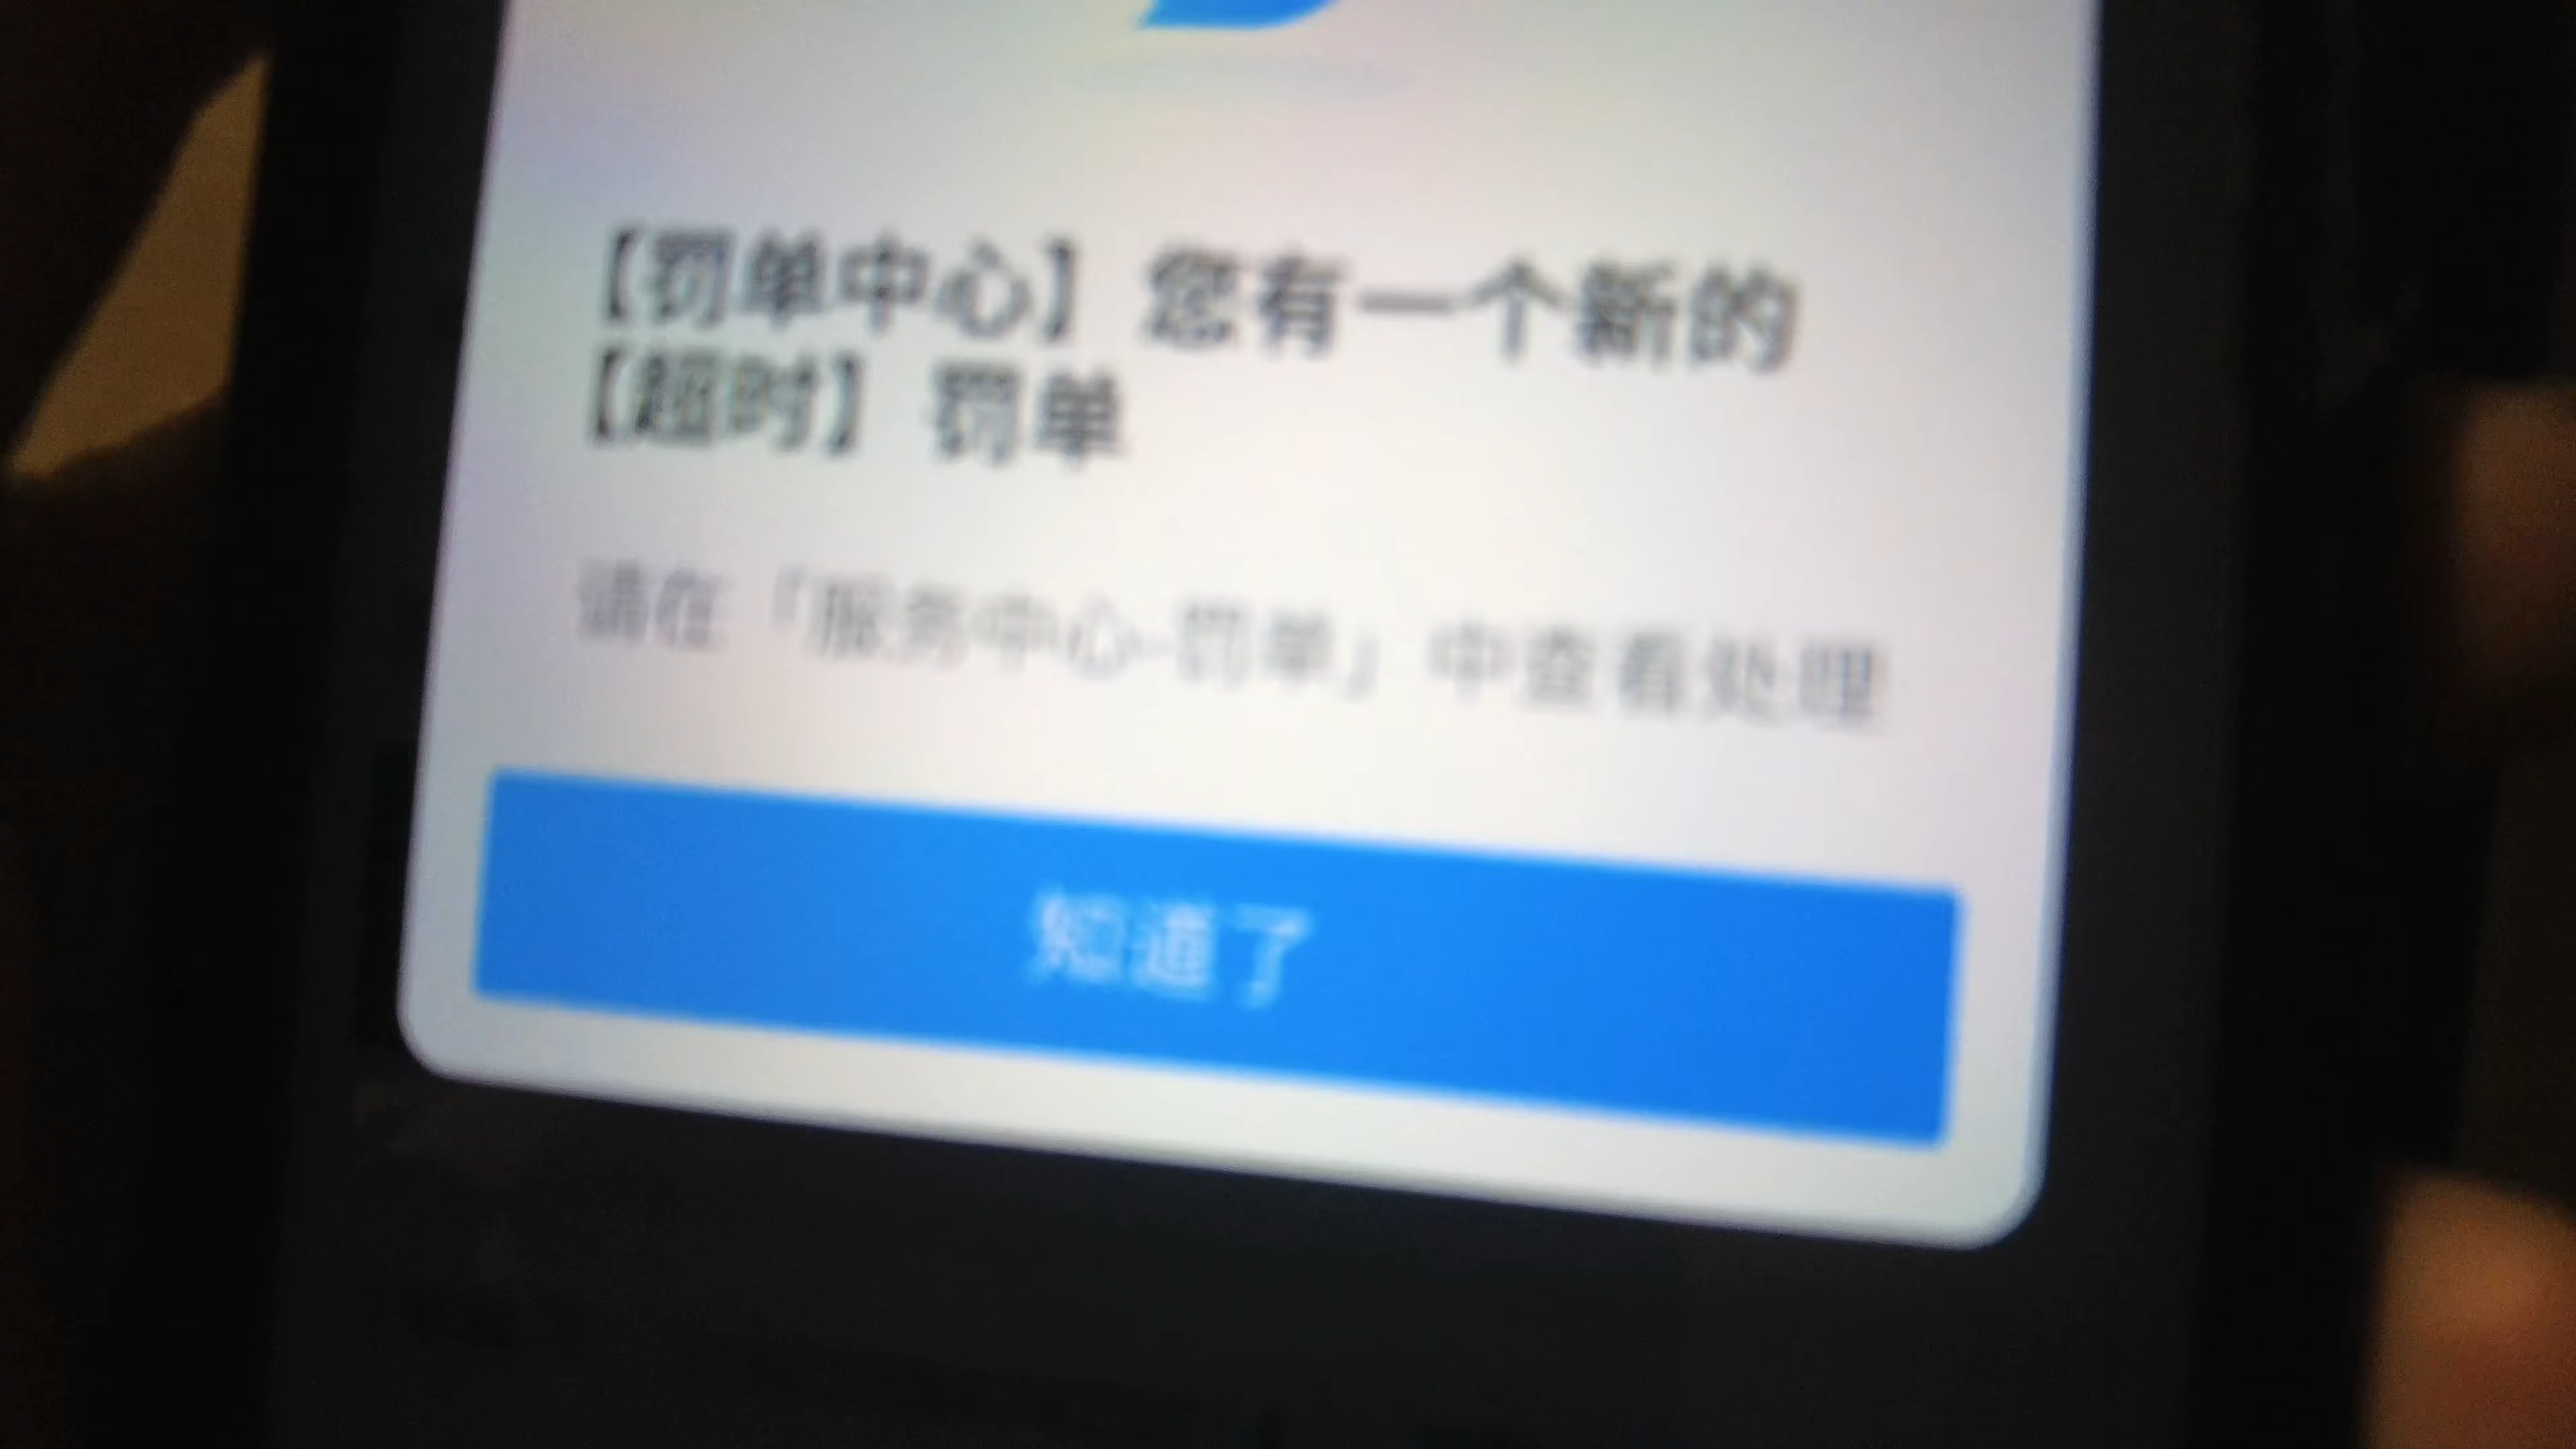 【罚单中心】您有一个新的
【超时】罚单
请在「服务中心-罚单」中查看处理
知道了